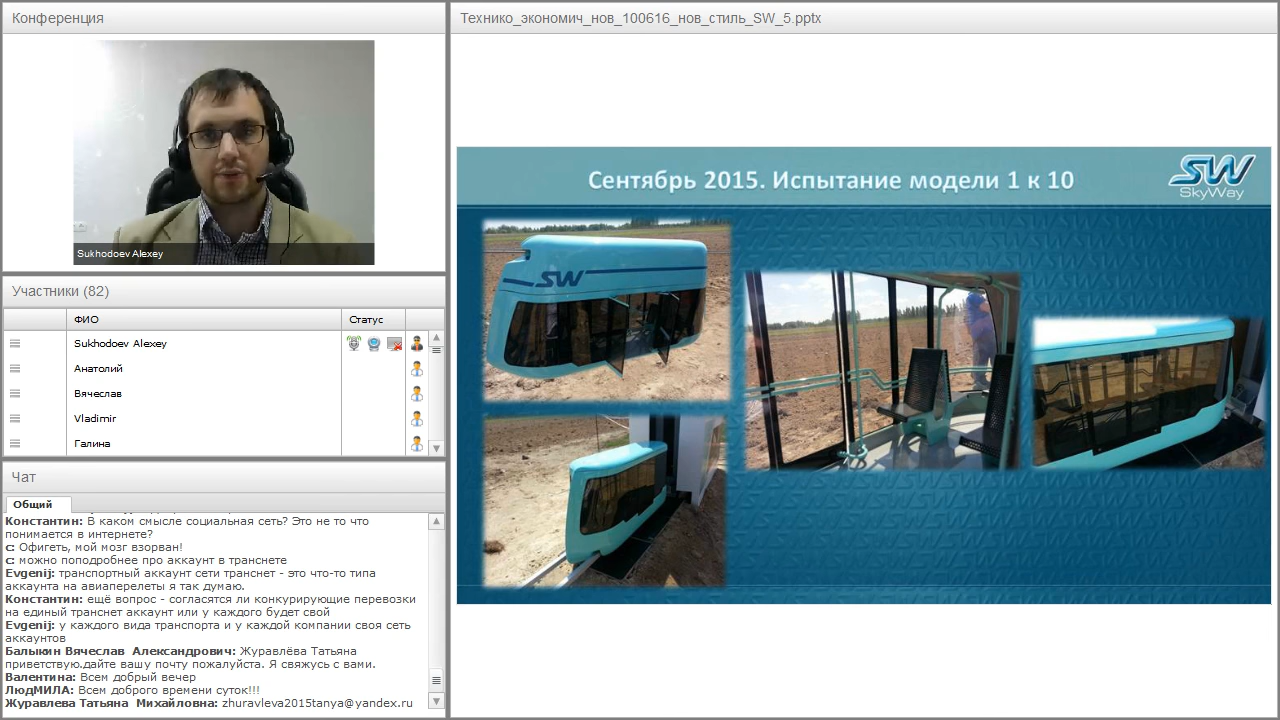 Конференция
Sukhodoev Alexey
Участники (82)
ФИО
Статус
Sukhodoev Alexey
Анатолий
Вячеслав
Vladimir
Галина
Чат
Общий
Константин: В каком смысле социальная сеть? Это не то что
понимается в интернете?
с: Офигеть, мой мозг взорван!
с: можно поподробнее про аккаунт в транснете
Evgenij: транспортный аккаунт сети транснет - это что-то типа
аккаунта на авиаперелеты я так думаю.
Константин: ещё вопрос - согласятся ли конкурирующие перевозки
на единый транснет аккаунт или у каждого будет свой
Evgenij: у каждого вида транспорта и у каждой компании своя сеть
аккаунтов
Балыкин Вячеслав Александрович: Журавлёва Татьяна
приветствую.дайте вашу почту пожалуйста. Я свяжусь с вами.
Валентина: Всем добрый вечер
ЛюдМИЛА: Всем доброго времени суток!!!
Журавлева Татьяна Михайловна: zhuravleva2015tanya@yandex.ru
Технико_экономич_нов_100616_нов_стиль_SW_5.pptx
Сентябрь 2015. Испытание модели 1 к 10
SW
SkyWay
SW